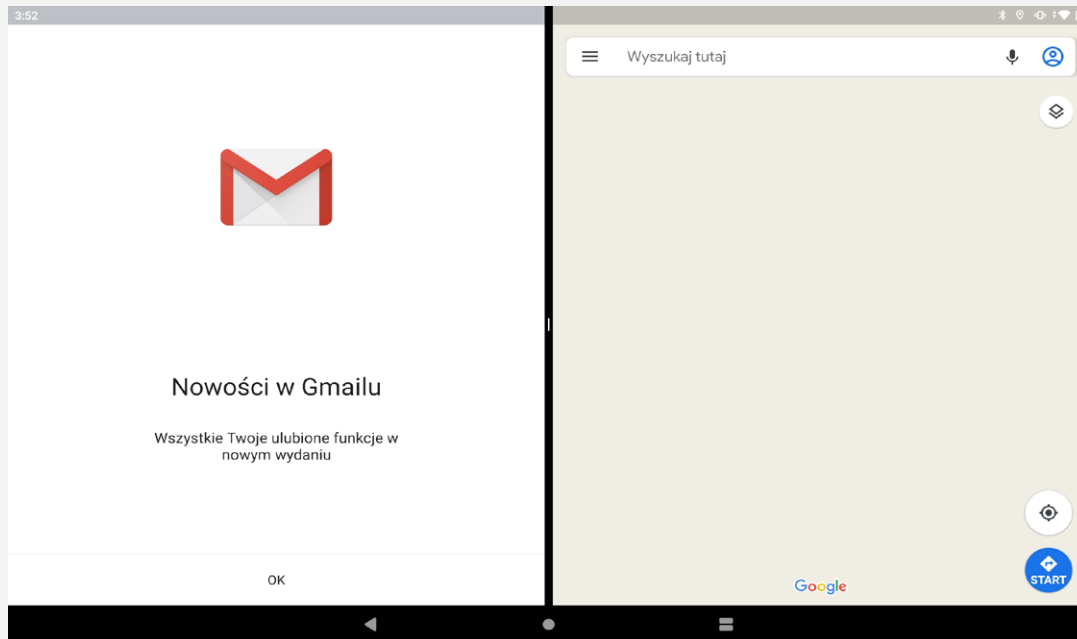 3:52
Nowości w Gmailu
Wszystkie Twoje ulubione funkcje w
nowym wydaniu
OK
Wyszukaj tutaj
Google
START